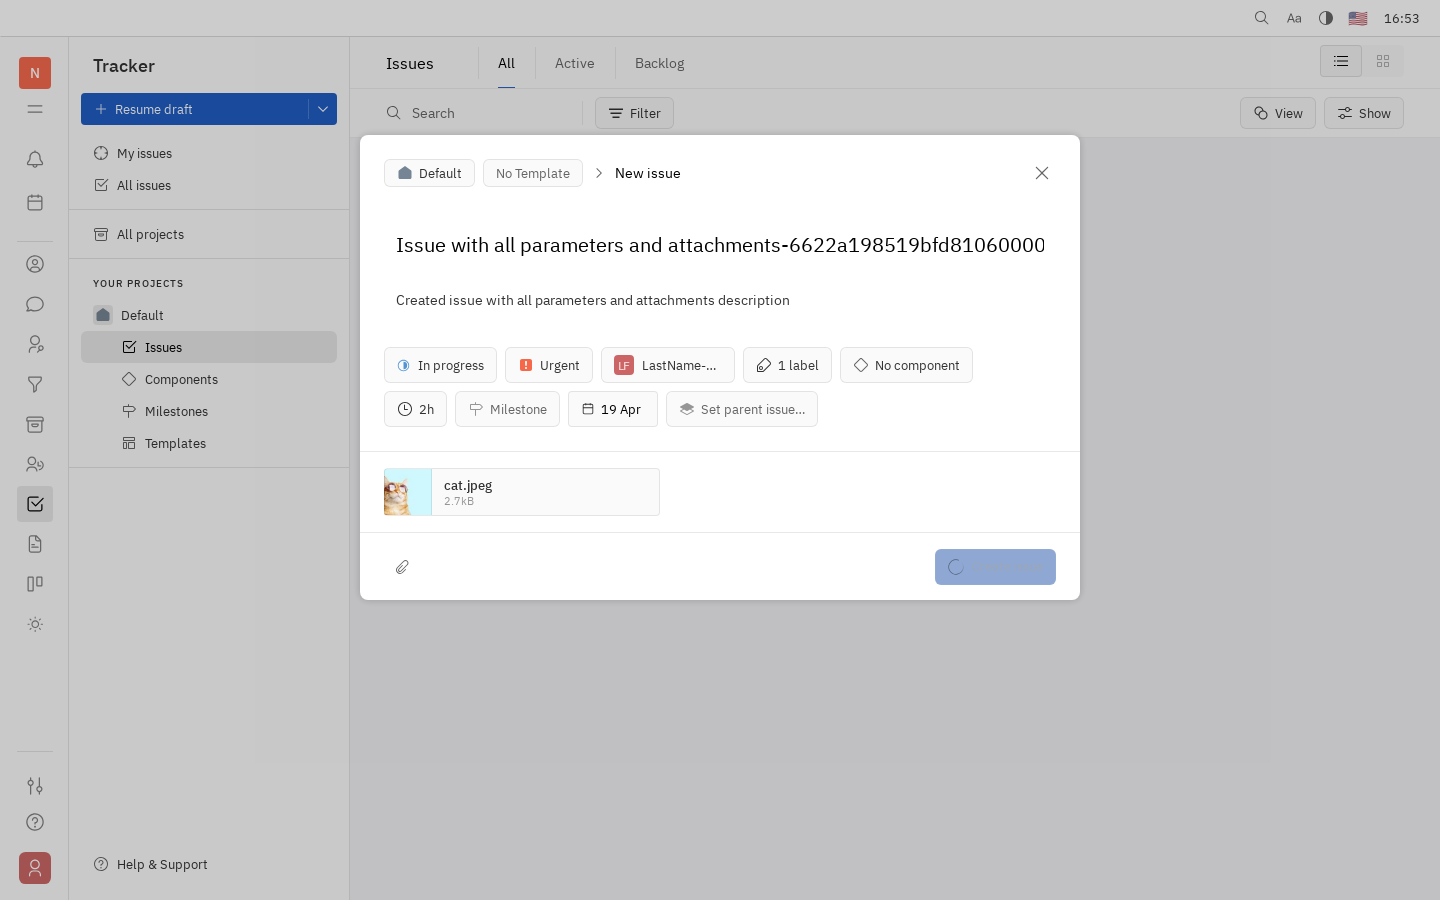 Aa
16:53
N
Tracker
Resume draft
My issues
All issues
All projects
YOUR PROJECTS
Default
Issues
Components
Milestones
Templates
Help & Support
Issues
All
Active
Backlog
Search
Filter
View
Show
Default
No Template
New issue
Issue with all parameters and attachments-6622a198519bfd81060000
Created issue with all parameters and attachments description
In progress
Urgent
LF LastName-...
1 label
No component
2h
Milestone
19 Apr
Set parent issue...
cat.jpeg
2.7kB